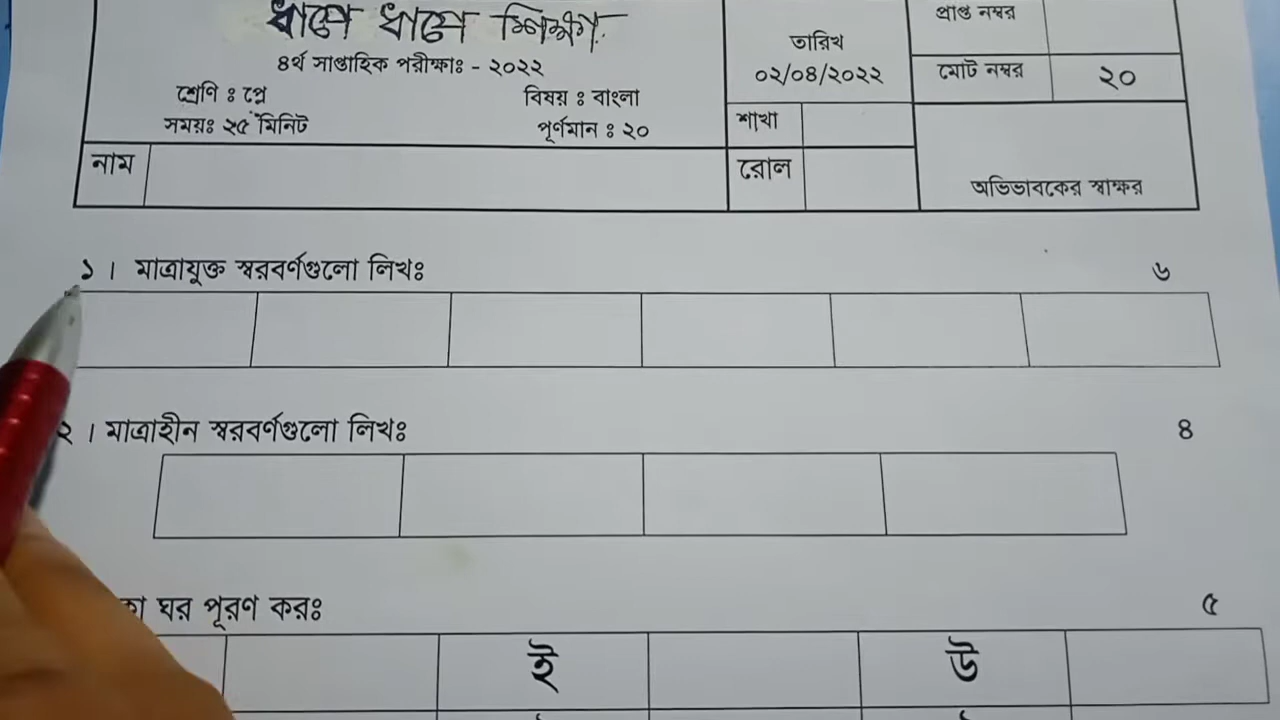 ধাপে ধাপে শিক্ষা
৪র্থ সাপ্তাহিক পরীক্ষাঃ - ২০২২
শ্রেণি ঃ প্লে
বিষয় ঃ বাংলা
সময়ঃ ২৫ মিনিট
পূর্ণমান ঃ ২০
নাম
তারিখ
০২/০৪/২০২২
শাখা
রোল
প্রাপ্ত নম্বর
মোট নম্বর ২০
অভিভাবকের স্বাক্ষর
১। মাত্রাযুক্ত স্বরবর্ণগুলো লিখঃ ৬
২। মাত্রাহীন স্বরবর্ণগুলো লিখঃ ৪
ঘর পূরণ করঃ ৫
ই উ